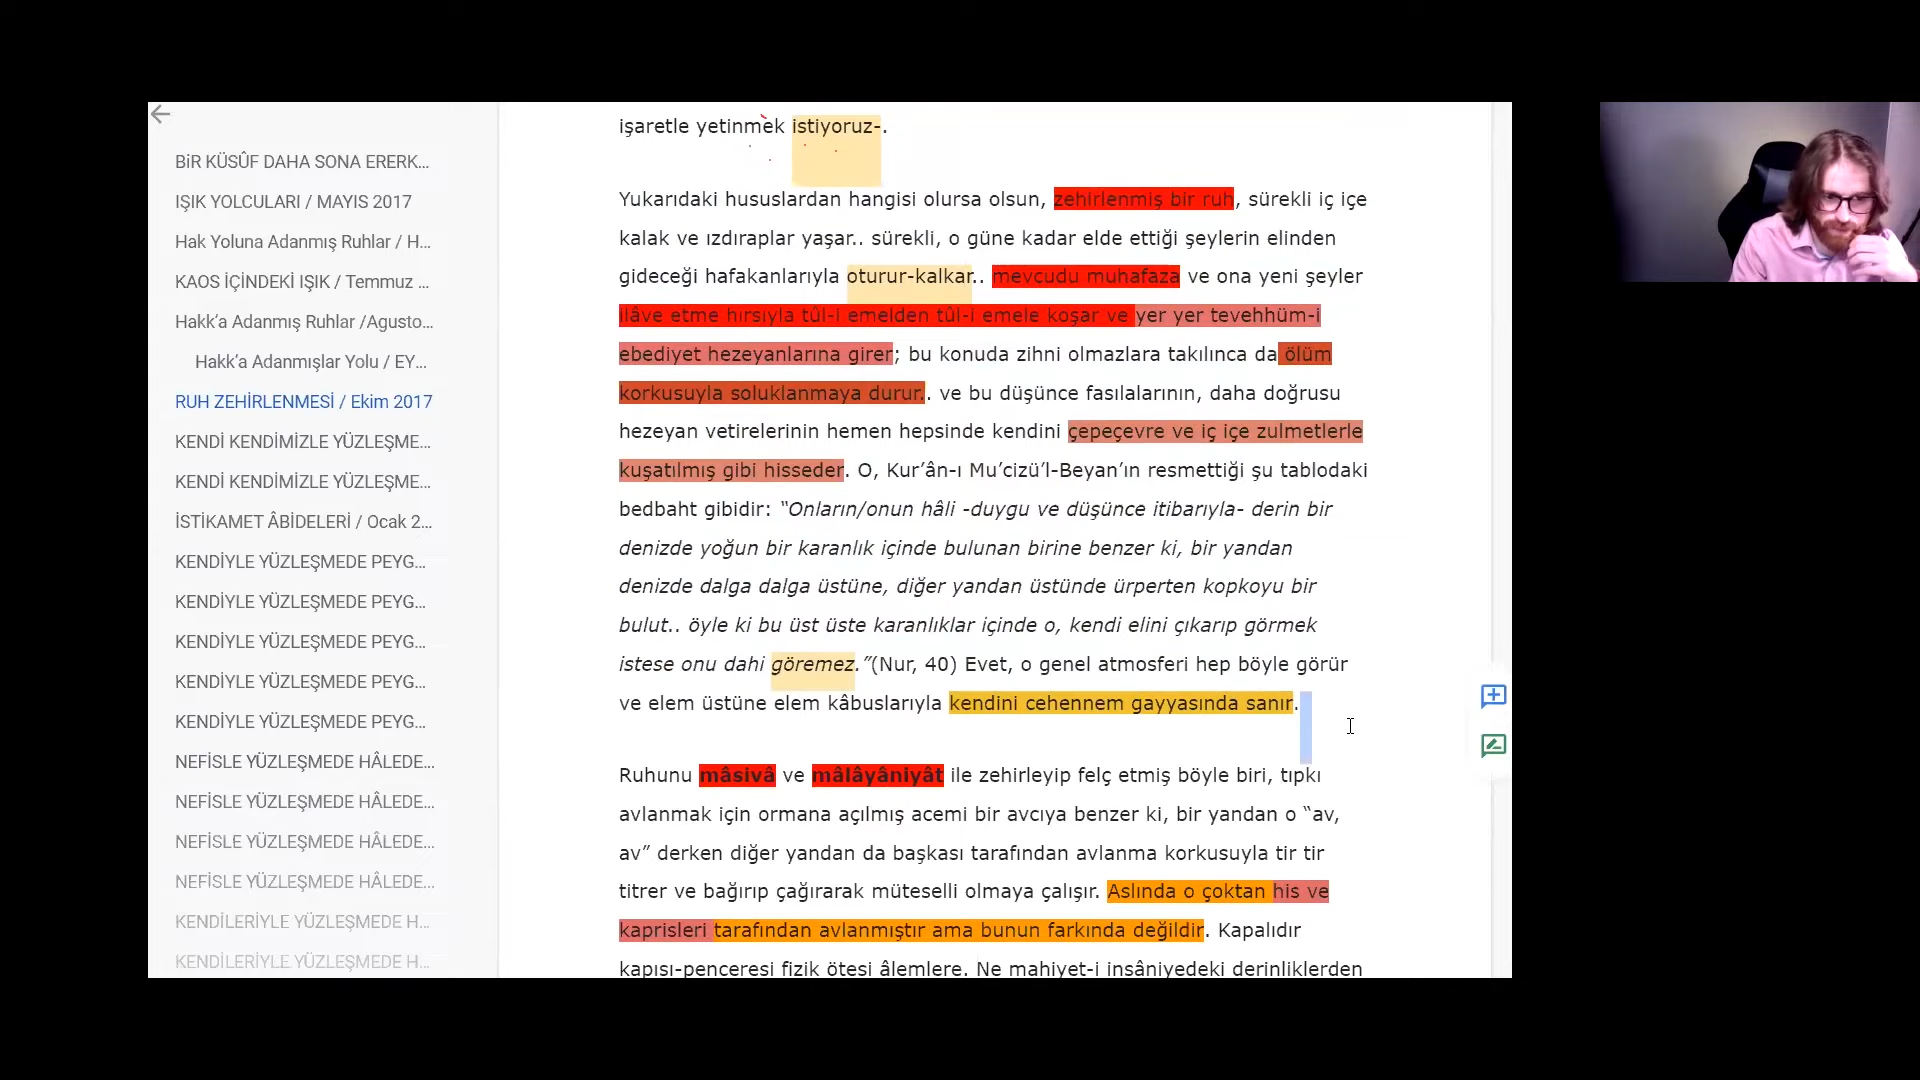 BiR KÜSÛF DAHA SONA ERERK...
IŞIK YOLCULARI / MAYIS 2017
Hak Yoluna Adanmış Ruhlar / H...
KAOS İÇİNDEKİ IŞIK / Temmuz ...
Hakk’a Adanmış Ruhlar /Agusto...
Hakk’a Adanmışlar Yolu / EY...
RUH ZEHİRLENMESİ / Ekim 2017
KENDİ KENDİMİZLE YÜZLEŞME...
KENDİ KENDİMİZLE YÜZLEŞME...
İSTİKAMET ÂBİDELERİ / Ocak 2...
KENDİYLE YÜZLEŞMEDE PEYG...
KENDİYLE YÜZLEŞMEDE PEYG...
KENDİYLE YÜZLEŞMEDE PEYG...
KENDİYLE YÜZLEŞMEDE PEYG...
KENDİYLE YÜZLEŞMEDE PEYG...
NEFİSLE YÜZLEŞMEDE HÂLEDE...
NEFİSLE YÜZLEŞMEDE HÂLEDE...
NEFİSLE YÜZLEŞMEDE HÂLEDE...
NEFİSLE YÜZLEŞMEDE HÂLEDE...
KENDİLERİYLE YÜZLEŞMEDE H...
KENDİLERİYLE YÜZLEŞMEDE H...
işaretle yetinmek istiyoruz-.
Yukarıdaki hususlardan hangisi olursa olsun, zehirlenmiş bir ruh, sürekli iç içe
kalak ve ızdıraplar yaşar.. sürekli, o güne kadar elde ettiği şeylerin elinden
gideceği hafakanlarıyla oturur-kalkar.. mevcudu muhafaza ve ona yeni şeyler
ilâve etme hırsıyla tûl-i emelden tûl-i emele koşar ve yer yer tevehhüm-i
ebediyet hezeyanlarına girer; bu konuda zihni olmazlara takılınca da ölüm
korkusuyla soluklanmaya durur.. ve bu düşünce fasılalarının, daha doğrusu
hezeyan vetirelerinin hemen hepsinde kendini çepeçevre ve iç içe zulmetlerle
kuşatılmış gibi hisseder. O, Kur’ân-ı Mu’cizü’l-Beyan’ın resmettiği şu tablodaki
bedbaht gibidir: “Onların/onun hâli -duygu ve düşünce itibarıyla- derin bir
denizde yoğun bir karanlık içinde bulunan birine benzer ki, bir yandan
denizde dalga dalga üstüne, diğer yandan üstünde ürperten kopkoyu bir
bulut.. öyle ki bu üst üste karanlıklar içinde o, kendi elini çıkarıp görmek
istese onu dahi göremez.”(Nur, 40) Evet, o genel atmosferi hep böyle görür
ve elem üstüne elem kâbuslarıyla kendini cehennem gayyasında sanır.
Ruhunu mâsivâ ve mâlâyâniyât ile zehirleyip felç etmiş böyle biri, tıpkı
avlanmak için ormana açılmış acemi bir avcıya benzer ki, bir yandan o “av,
av” derken diğer yandan da başkası tarafından avlanma korkusuyla tir tir
titrer ve bağırıp çağırarak müteselli olmaya çalışır. Aslında o çoktan his ve
kaprisleri tarafından avlanmıştır ama bunun farkında değildir. Kapalıdır
kapısı-penceresi fizik ötesi âlemlere. Ne mahiyet-i insâniyedeki derinliklerden